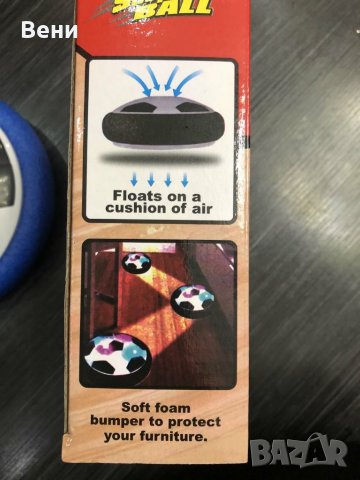 Вени
BALL
Floats on a
cushion of air
Soft foam
bumper to protect
your furniture.
BAZAR